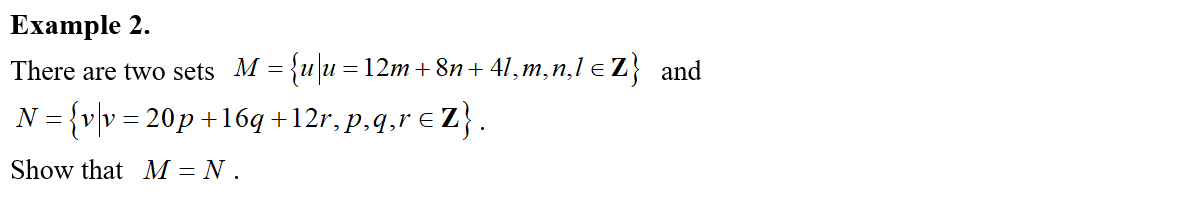 Example 2.
There are two sets M = {u|u = 12m + 8n + 4l, m, n, l ∈ Z} and
N = {v|v = 20p + 16q + 12r, p, q, r ∈ Z}.
Show that M = N.